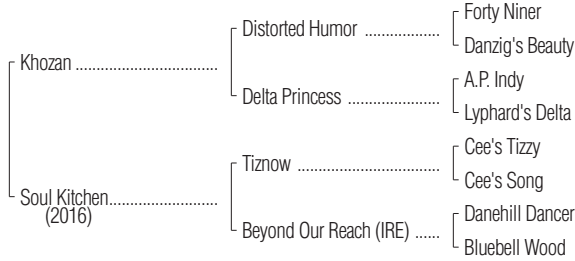 Forty Niner
Distorted Humor ..................
Danzig's Beauty
Khozan ..................................
A.P. Indy
Delta Princess ......................
Lyphard's Delta
Cee's Tizzy
Tiznow ..................................
Cee's Song
Soul Kitchen..........................
(2016)
Danehill Dancer
Beyond Our Reach (IRE) ......
Bluebell Wood